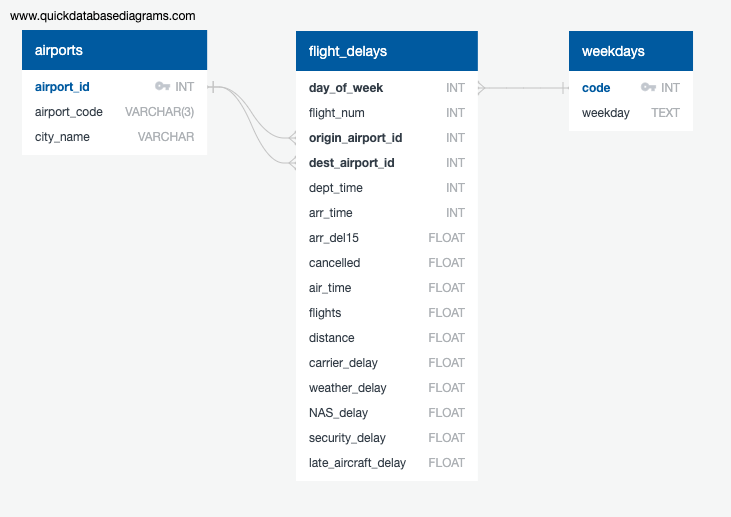 www.quickdatabasediagrams.com
airports
airport_id INT
airport_code VARCHAR(3)
city_name VARCHAR
flight_delays
day_of_week INT
flight_num INT
origin_airport_id INT
dest_airport_id INT
dept_time INT
arr_time INT
arr_del15 FLOAT
cancelled FLOAT
air_time FLOAT
flights FLOAT
distance FLOAT
carrier_delay FLOAT
weather_delay FLOAT
NAS_delay FLOAT
security_delay FLOAT
late_aircraft_delay FLOAT
weekdays
code INT
weekday TEXT